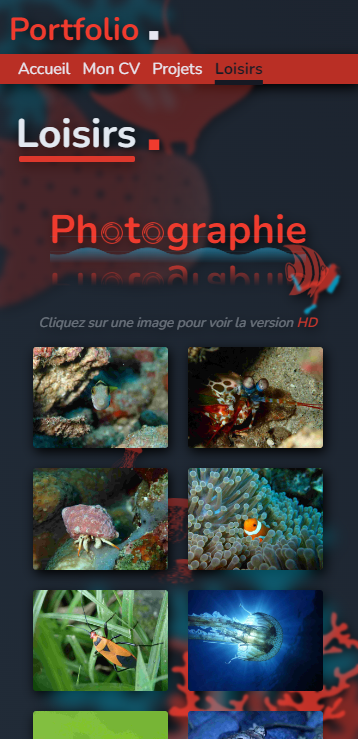 Portfolio
Accueil Mon CV Projets Loisirs
Loisirs
Photographie
Cliquez sur une image pour voir la version HD